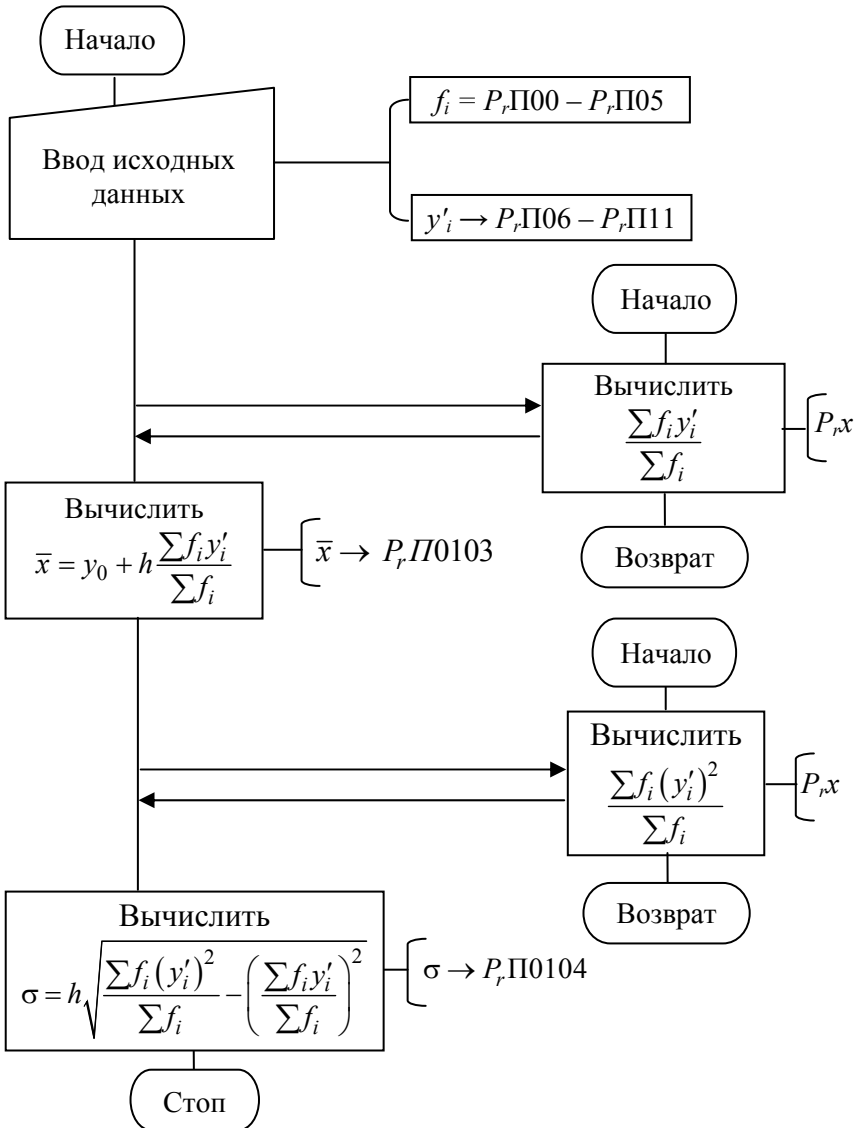 Начало
Ввод исходных
данных
fᵢ = PᵣП00 – PᵣП05
y′ᵢ → PᵣП06 – PᵣП11
Начало
Вычислить
∑fᵢy′ᵢ
∑fᵢ
Pᵣx
Возврат
Вычислить
x̅ = y₀ + h ∑fᵢy′ᵢ / ∑fᵢ
x̅ → PᵣП0103
Начало
Вычислить
∑fᵢ(y′ᵢ)²
∑fᵢ
Pᵣx
Возврат
Вычислить
σ = h√(∑fᵢ(y′ᵢ)² / ∑fᵢ – (∑fᵢy′ᵢ / ∑fᵢ)²)
σ → PᵣП0104
Стоп